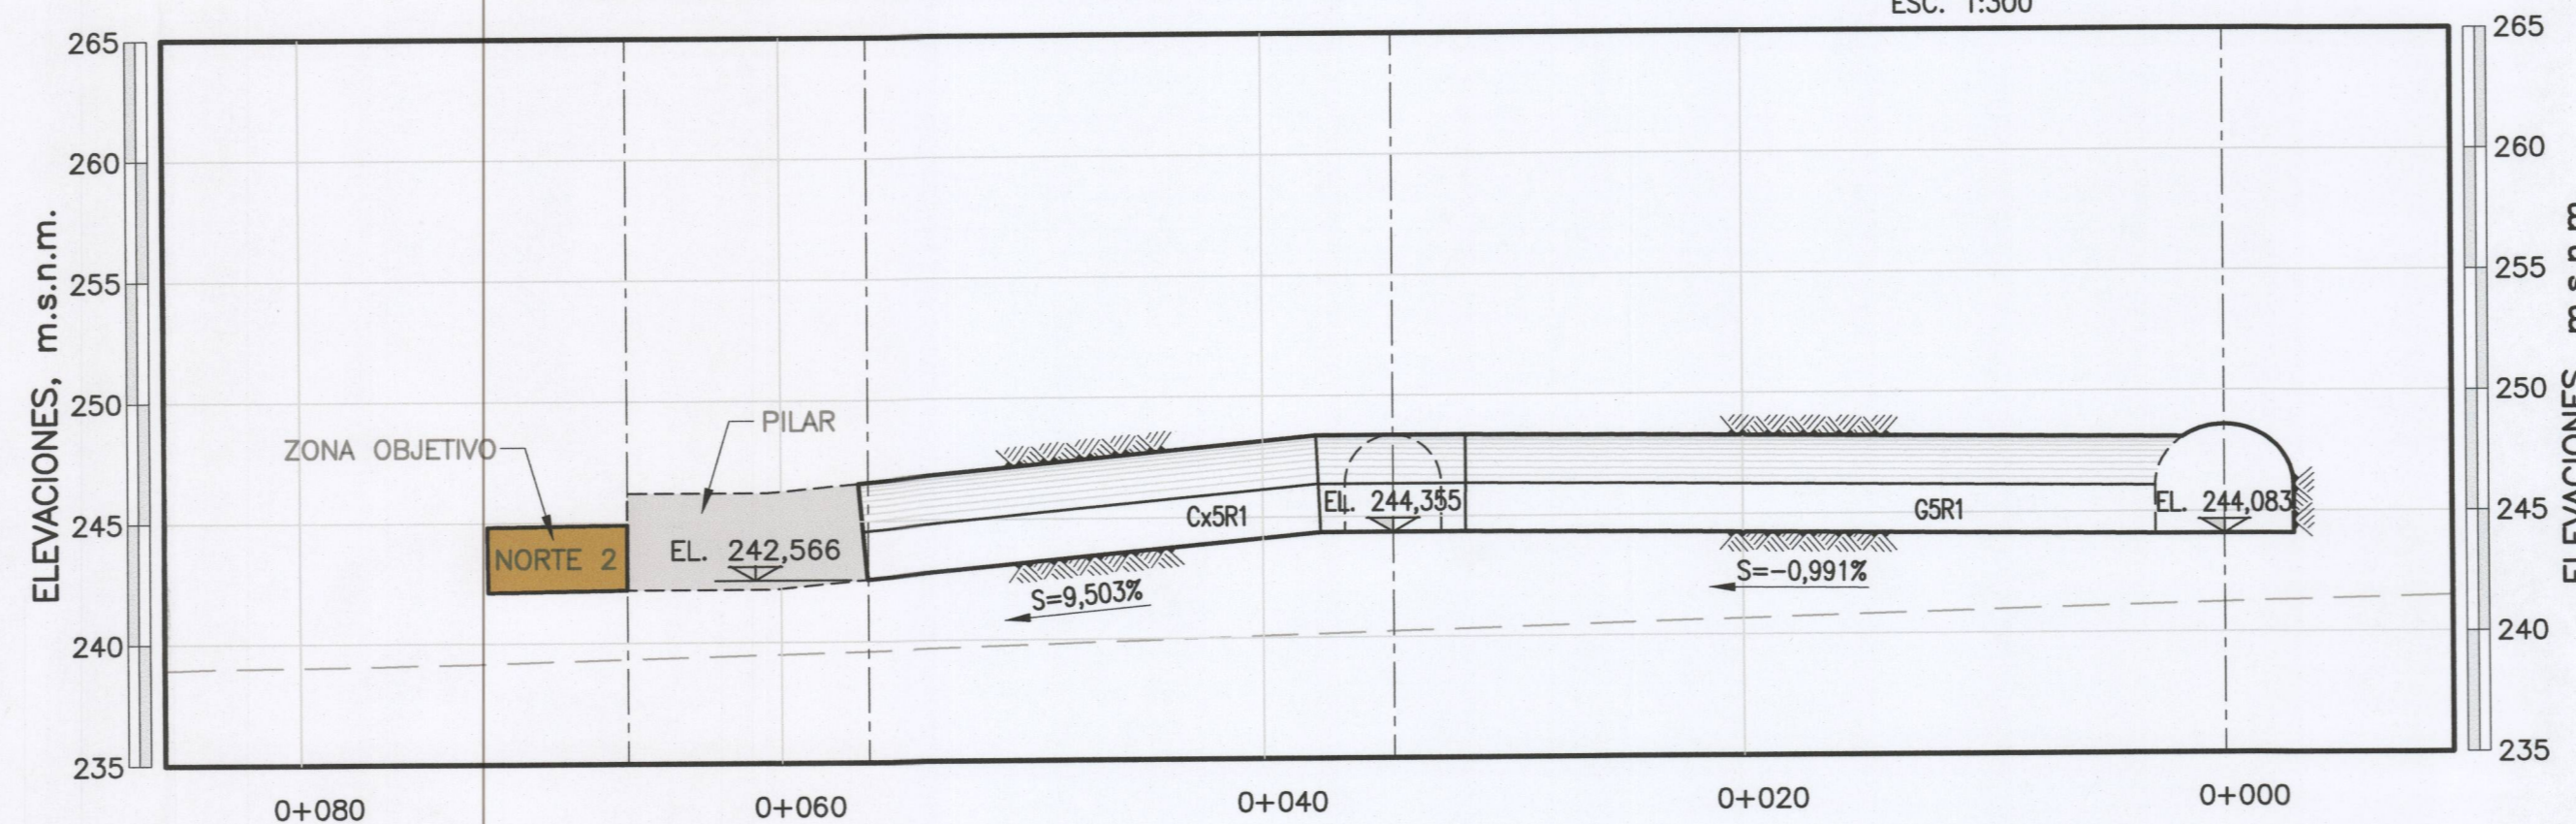 ESC. 1:300
265
260
255
250
245
240
235
ELEVACIONES, m.s.n.m.
265
260
255
250
245
240
235
ELEVACIONES, m.s.n.m.
PILAR
ZONA OBJETIVO
NORTE 2
EL. 242,566
Cx5R1
S=9,503%
EL. 244,355
G5R1
S=-0,991%
EL. 244,083
0+080
0+060
0+040
0+020
0+000